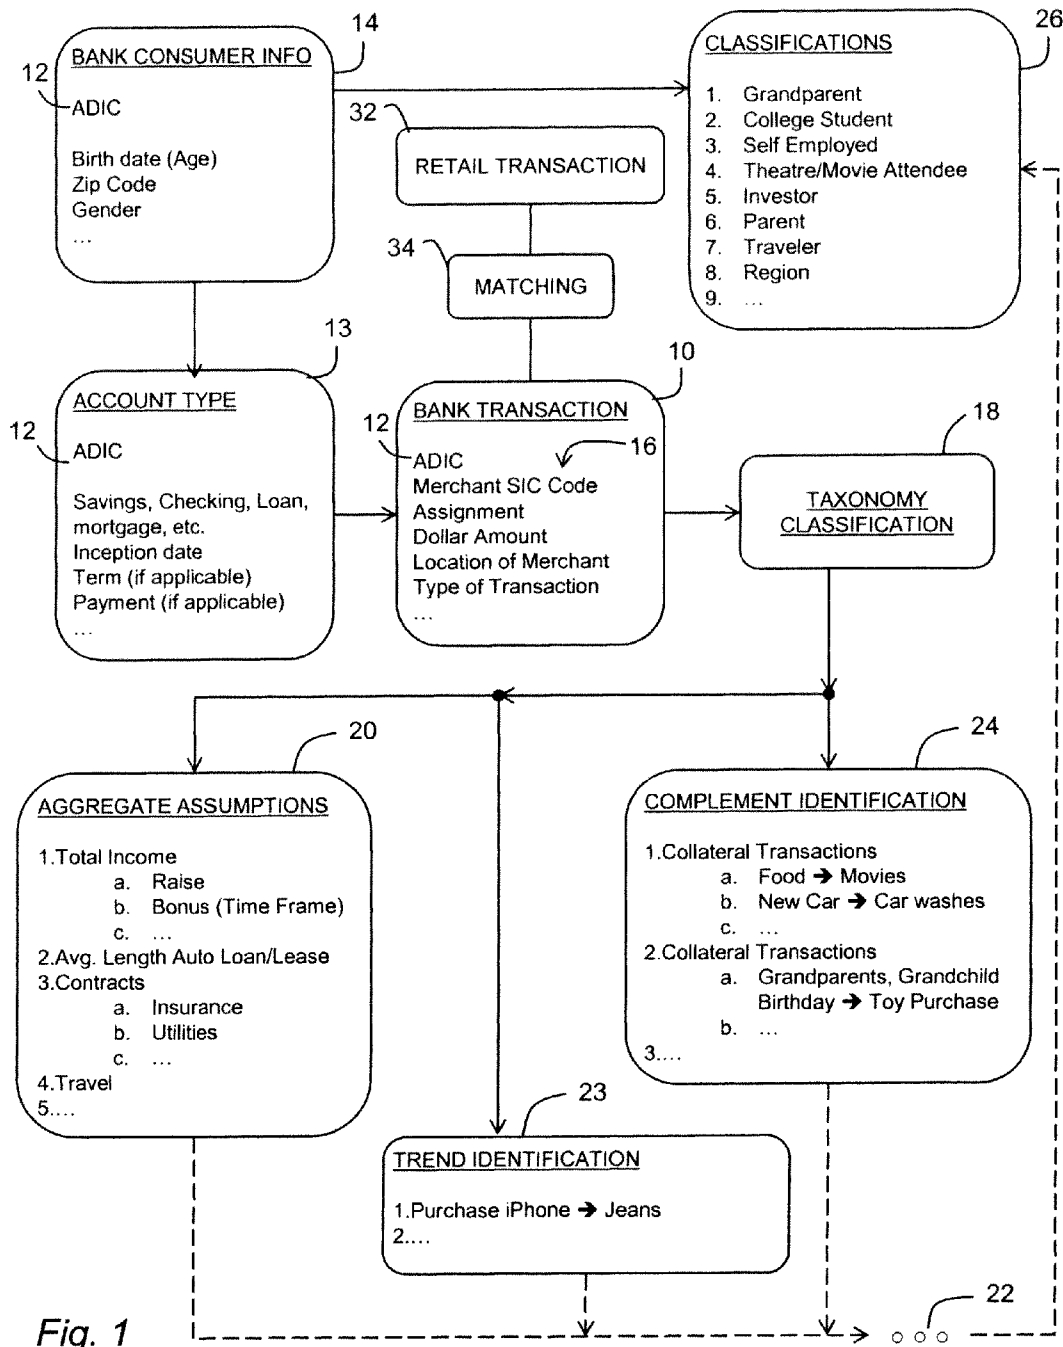 14
BANK CONSUMER INFO
12
ADIC
Birth date (Age)
Zip Code
Gender
...
26
CLASSIFICATIONS
1. Grandparent
2. College Student
3. Self Employed
4. Theatre/Movie Attendee
5. Investor
6. Parent
7. Traveler
8. Region
9. ...
32
RETAIL TRANSACTION
34
MATCHING
13
ACCOUNT TYPE
12
ADIC
Savings, Checking, Loan,
mortgage, etc.
Inception date
Term (if applicable)
Payment (if applicable)
...
10
BANK TRANSACTION
12
16
ADIC
Merchant SIC Code
Assignment
Dollar Amount
Location of Merchant
Type of Transaction
...
18
TAXONOMY
CLASSIFICATION
20
AGGREGATE ASSUMPTIONS
1.Total Income
a. Raise
b. Bonus (Time Frame)
c. ...
2.Avg. Length Auto Loan/Lease
3.Contracts
a. Insurance
b. Utilities
c. ...
4.Travel
5....
24
COMPLEMENT IDENTIFICATION
1.Collateral Transactions
a. Food ➔ Movies
b. New Car ➔ Car washes
c. ...
2.Collateral Transactions
a. Grandparents, Grandchild
Birthday ➔ Toy Purchase
b. ...
3....
23
TREND IDENTIFICATION
1.Purchase iPhone ➔ Jeans
2....
22
Fig. 1